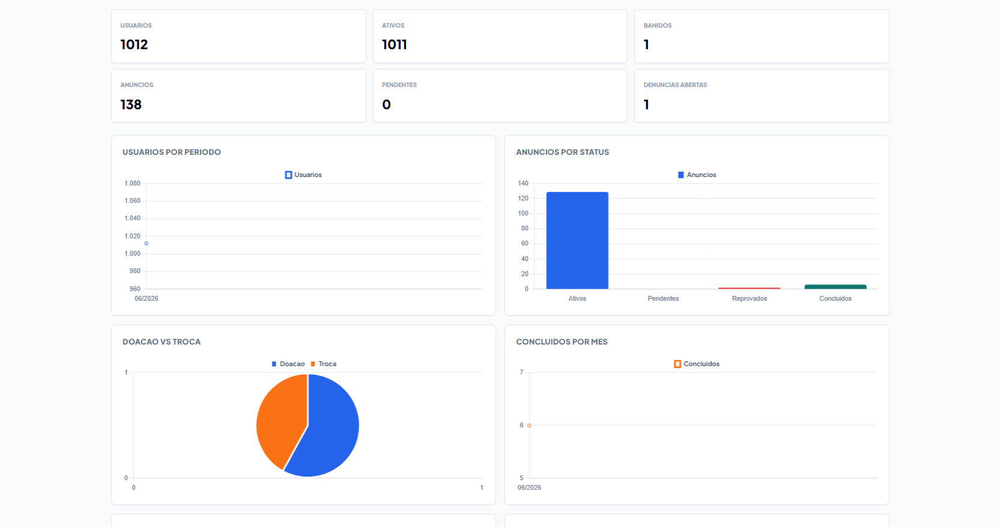 USUARIOS
1012
ATIVOS
1011
BANIDOS
1
ANUNCIOS
138
PENDENTES
0
DENUNCIAS ABERTAS
1
USUARIOS POR PERIODO
Usuarios
1.080
1.060
1.040
1.020
1.000
980
960
06/2026
ANUNCIOS POR STATUS
Anuncios
140
120
100
80
60
40
20
0
Ativos
Pendentes
Reprovados
Concluidos
DOACAO VS TROCA
Doacao
Troca
1
0
0
1
CONCLUIDOS POR MES
Concluidos
7
6
5
06/2026